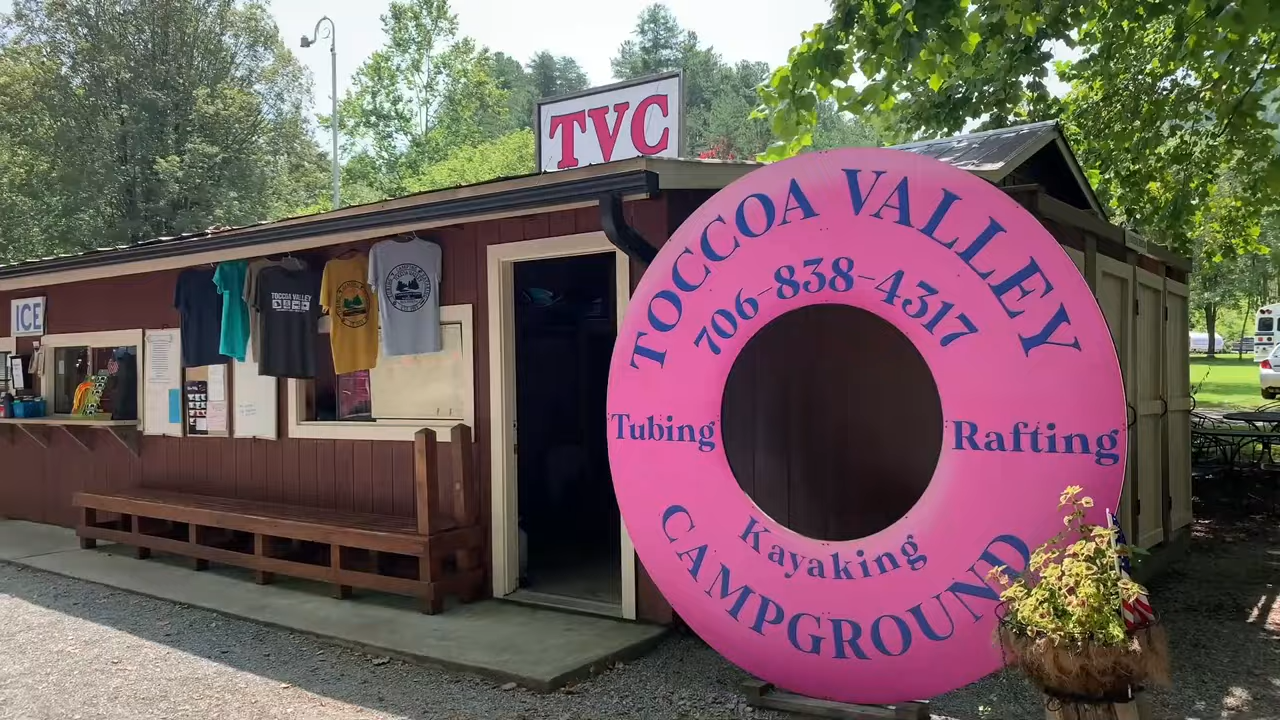 TVC
ICE
TOCCOA VALLEY
TOCCOA VALLEY
706-838-4317
Tubing
Rafting
Kayaking
CAMPGROUND